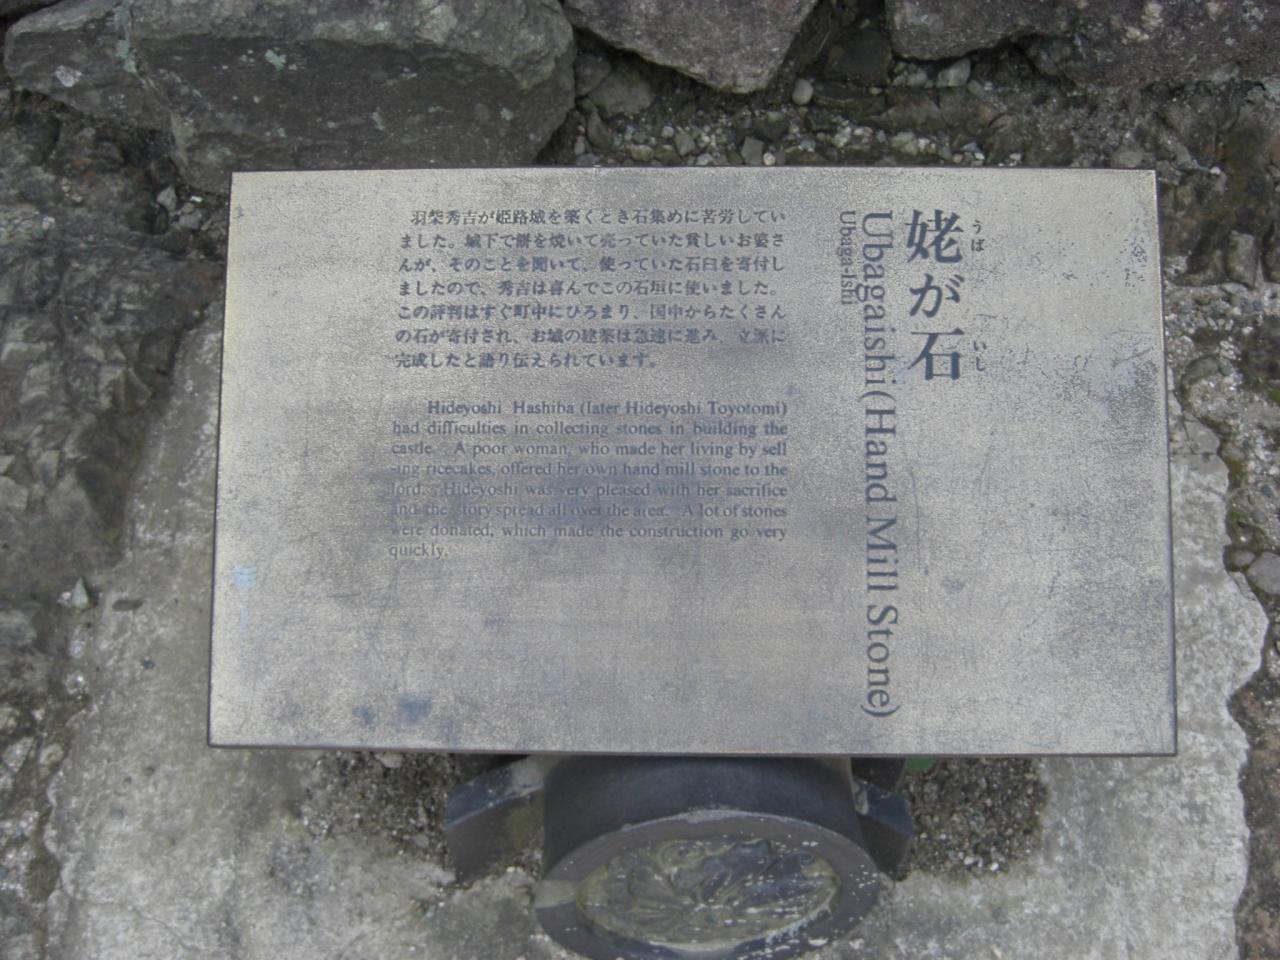 姥が石
うば
いし
Ubagaishi(Hand Mill Stone)
Ubaga-Ishi
羽柴秀吉が姫路城を築くとき石集めに苦労してい
ました。城下で餅を焼いて売っていた貧しいお婆さ
んが、そのことを聞いて、使っていた石臼を寄付し
ましたので、秀吉は喜んでこの石垣に使いました。
この評判はすぐ町中にひろまり、国中からたくさん
の石が寄付され、お城の建築は急速に進み、立派に
完成したと語り伝えられています。
Hideyoshi Hashiba (later Hideyoshi Toyotomi)
had difficulties in collecting stones in building the
castle. A poor woman, who made her living by sell
-ing ricecakes, offered her own hand mill stone to the
lord. Hideyoshi was very pleased with her sacrifice
and the story spread all over the area. A lot of stones
were donated, which made the construction go very
quickly.